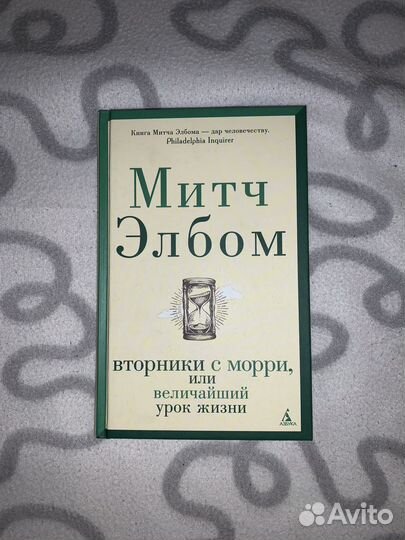 Книга Митча Элбома — дар человечеству.
Philadelphia Inquirer
Митч
Элбом
вторники с морри,
или
величайший
урок жизни
АЗБУКА
Avito